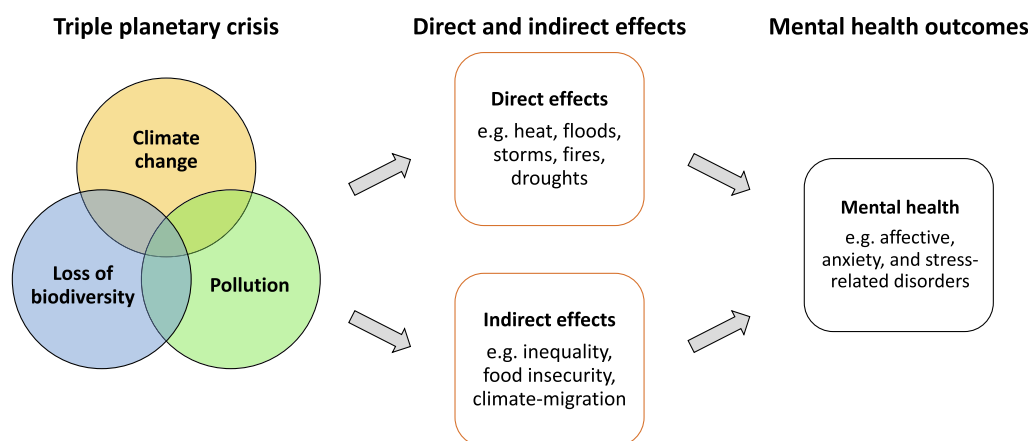 Triple planetary crisis
Direct and indirect effects
Mental health outcomes
Climate
change
Loss of
biodiversity
Pollution
Direct effects
e.g. heat, floods,
storms, fires,
droughts
Indirect effects
e.g. inequality,
food insecurity,
climate-migration
Mental health
e.g. affective,
anxiety, and stress-
related disorders